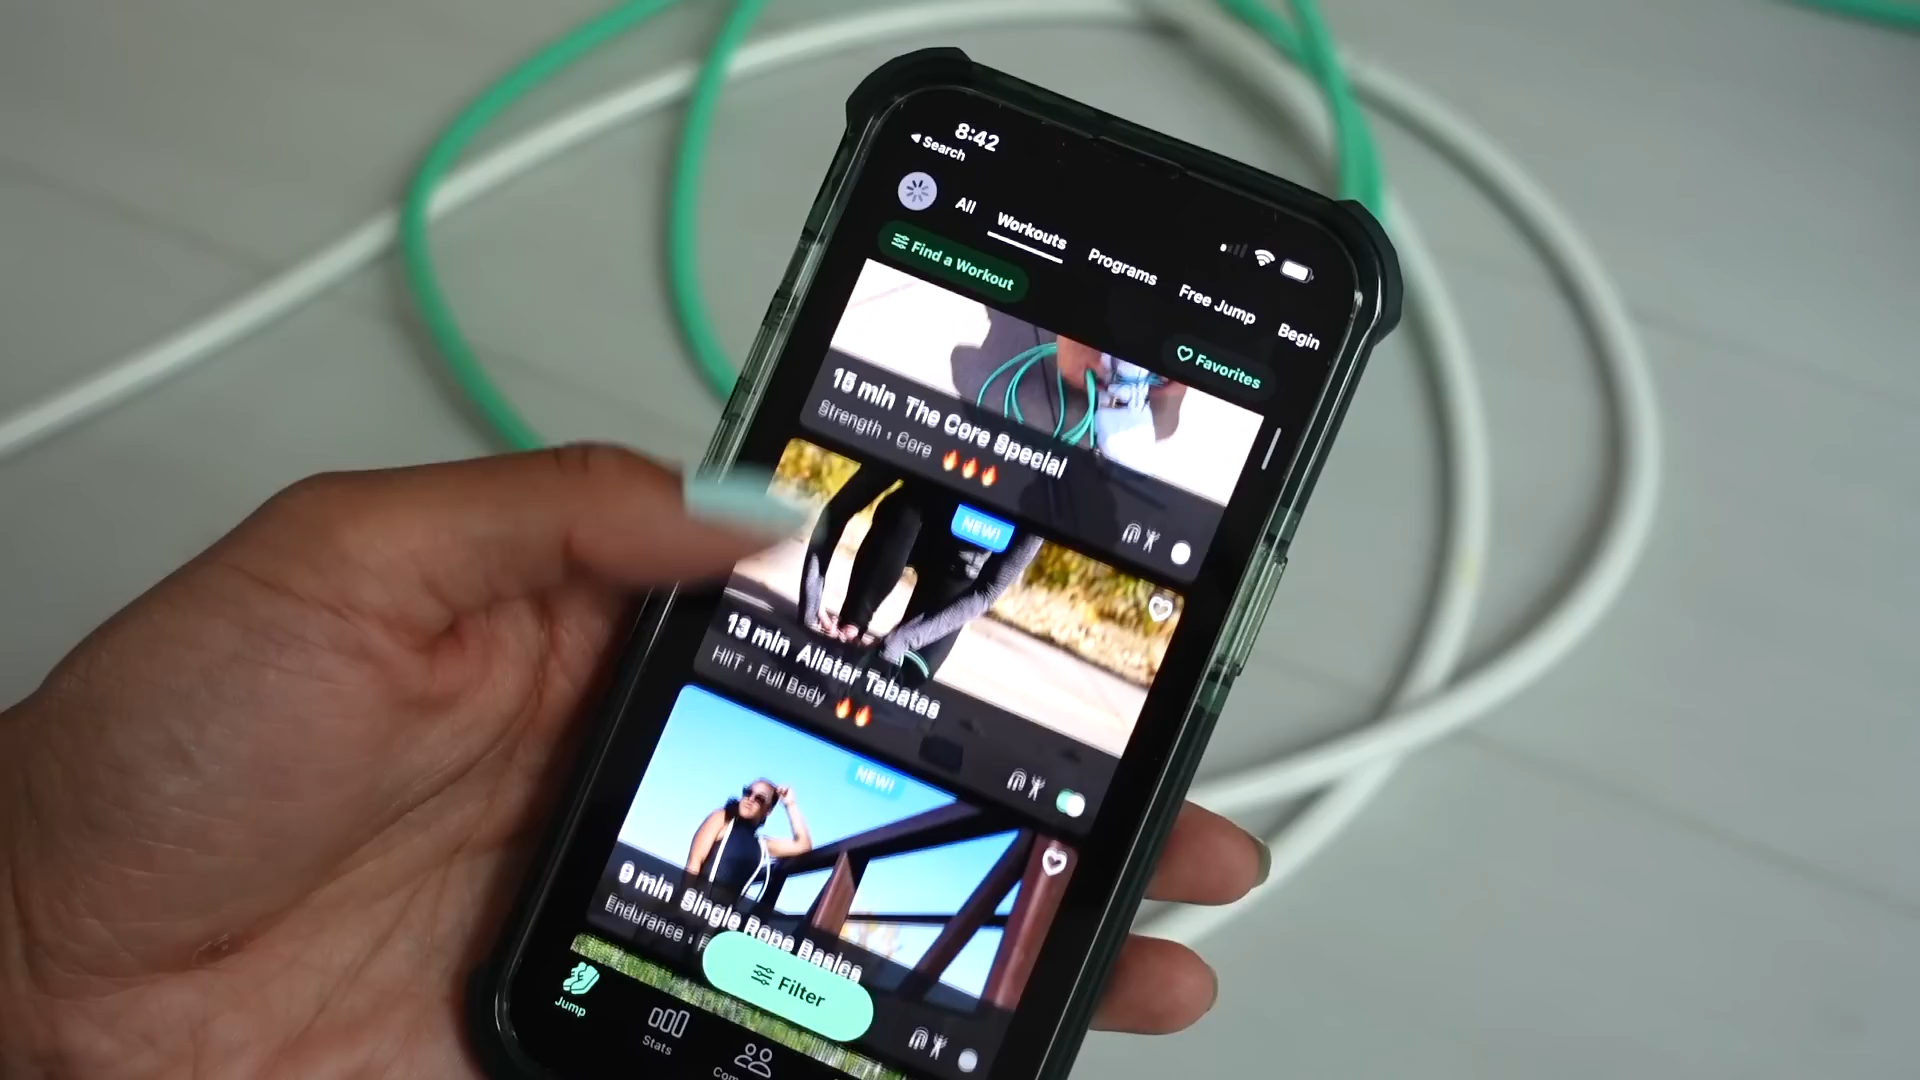 8:42
Search
All Workouts Programs Free Jump Begin
Find a Workout
Favorites
15 min The Core Special
Strength • Core
NEW!
13 min Allstar Tabatas
HIIT • Full Body
NEW!
9 min Single Rope Basics
Endurance •
Filter
Jump
Stats